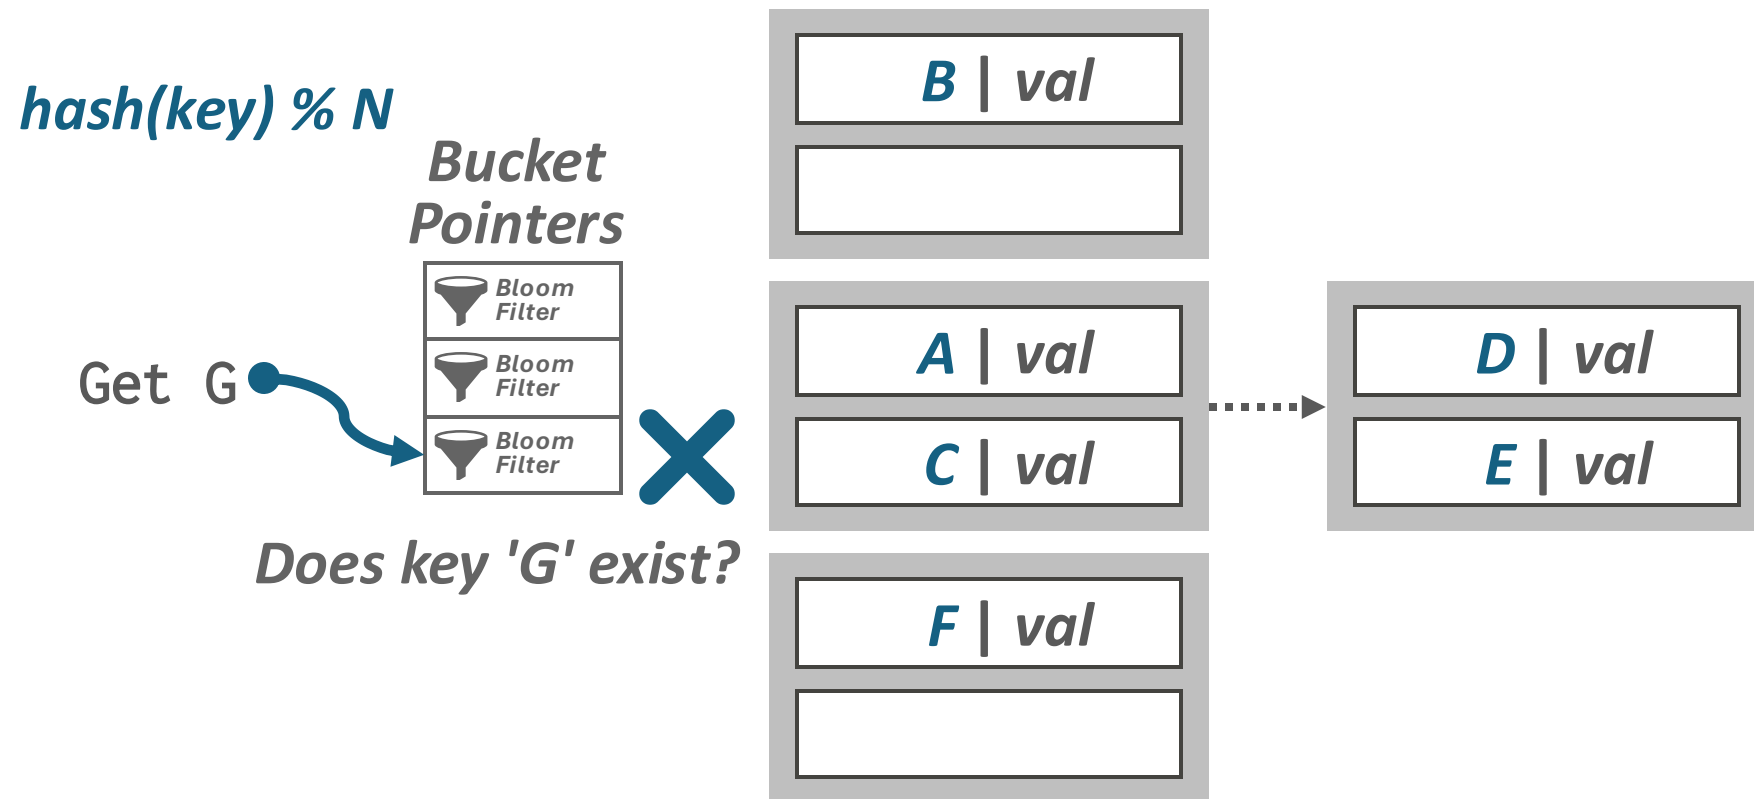 hash(key) % N
Bucket
Pointers
Bloom
Filter
Bloom
Filter
Bloom
Filter
Get G
Does key 'G' exist?
B | val
A | val
C | val
D | val
E | val
F | val